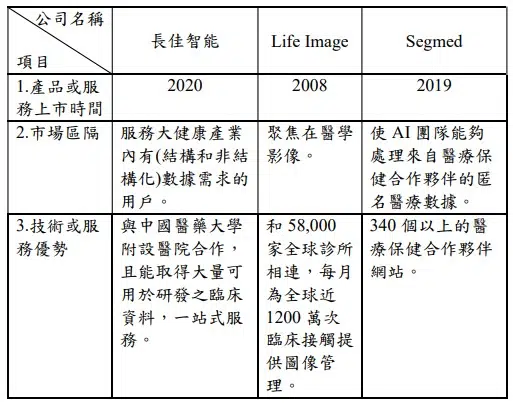 公司名稱
項目
長佳智能
Life Image
Segmed
1.產品或服
務上市時間
2020
2008
2019
2.市場區隔
服務大健康產業
內有(結構和非結
構化)數據需求的
用戶。
聚焦在醫學
影像。
使 AI 團隊能夠
處理來自醫療保
健合作夥伴的匿
名醫療數據。
3.技術或服
務優勢
與中國醫藥大學
附設醫院合作，
且能取得大量可
用於研發之臨床
資料，一站式服
務。
和 58,000
家全球診所
相連，每月
為全球近
1200 萬次
臨床接觸提
供圖像管
理。
340 個以上的醫
療保健合作夥伴
網站。